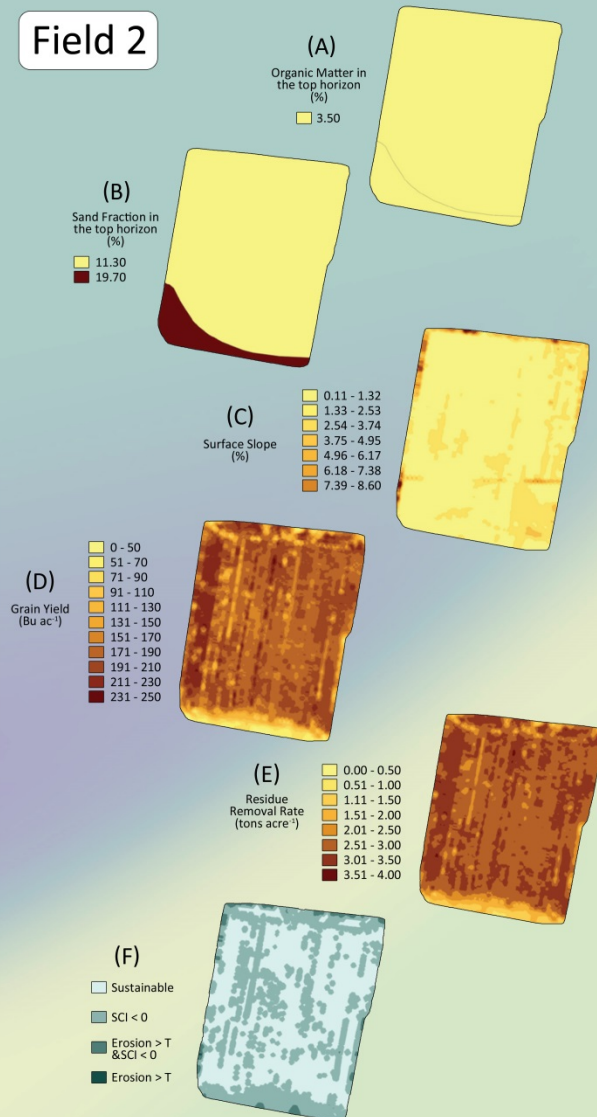 Field 2
(A)
Organic Matter in
the top horizon
(%)
3.50
(B)
Sand Fraction in
the top horizon
(%)
11.30
19.70
(C)
Surface Slope
(%)
0.11 - 1.32
1.33 - 2.53
2.54 - 3.74
3.75 - 4.95
4.96 - 6.17
6.18 - 7.38
7.39 - 8.60
(D)
Grain Yield
(Bu ac⁻¹)
0 - 50
51 - 70
71 - 90
91 - 110
111 - 130
131 - 150
151 - 170
171 - 190
191 - 210
211 - 230
231 - 250
(E)
Residue
Removal Rate
(tons acre⁻¹)
0.00 - 0.50
0.51 - 1.00
1.11 - 1.50
1.51 - 2.00
2.01 - 2.50
2.51 - 3.00
3.01 - 3.50
3.51 - 4.00
(F)
Sustainable
SCI < 0
Erosion > T
&SCI < 0
Erosion > T